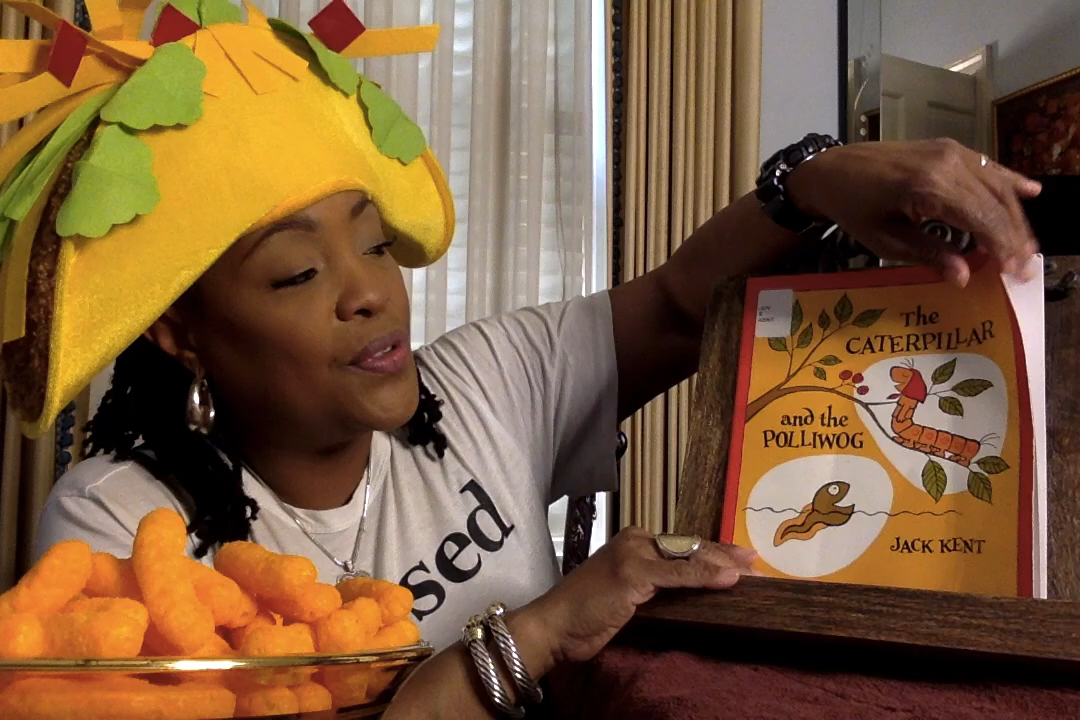 The
CATERPILLAR
and the
POLLIWOG
JACK KENT
sed